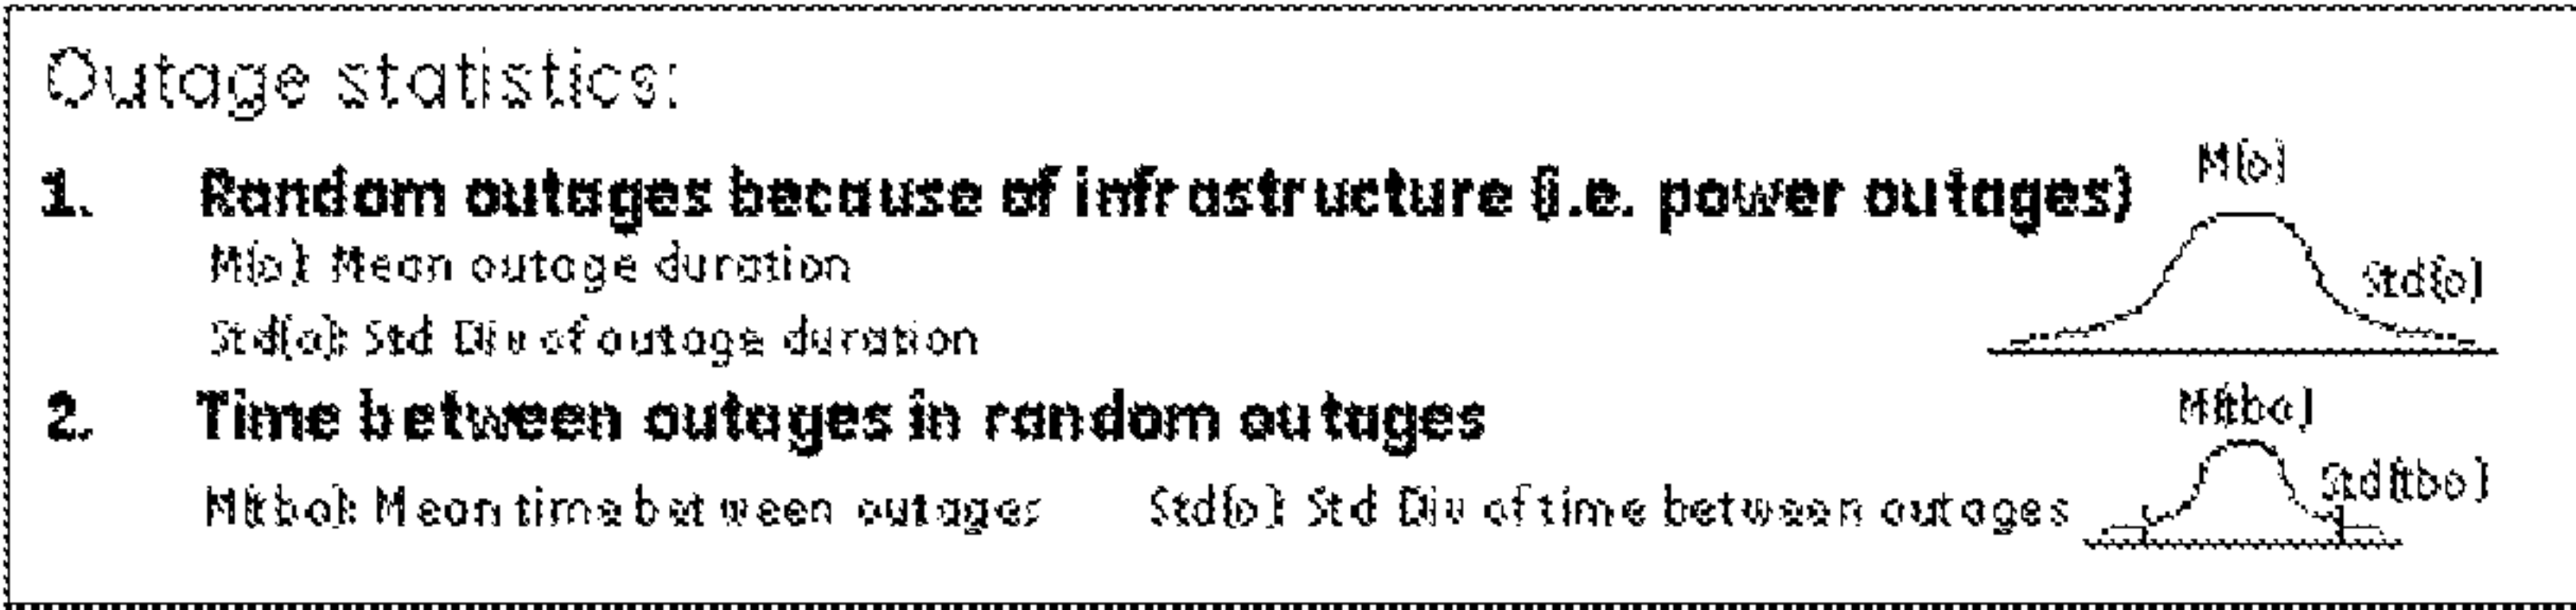 Outage statistics:
1. Random outages because of infrastructure (i.e. power outages)
M(o)
M(o): Mean outage duration
Std(o)
Std(o): Std Div of outage duration
2. Time between outages in random outages
M(tbo)
M(tbo): Mean time between outages Std(o): Std Div of time between outages
Std(tbo)